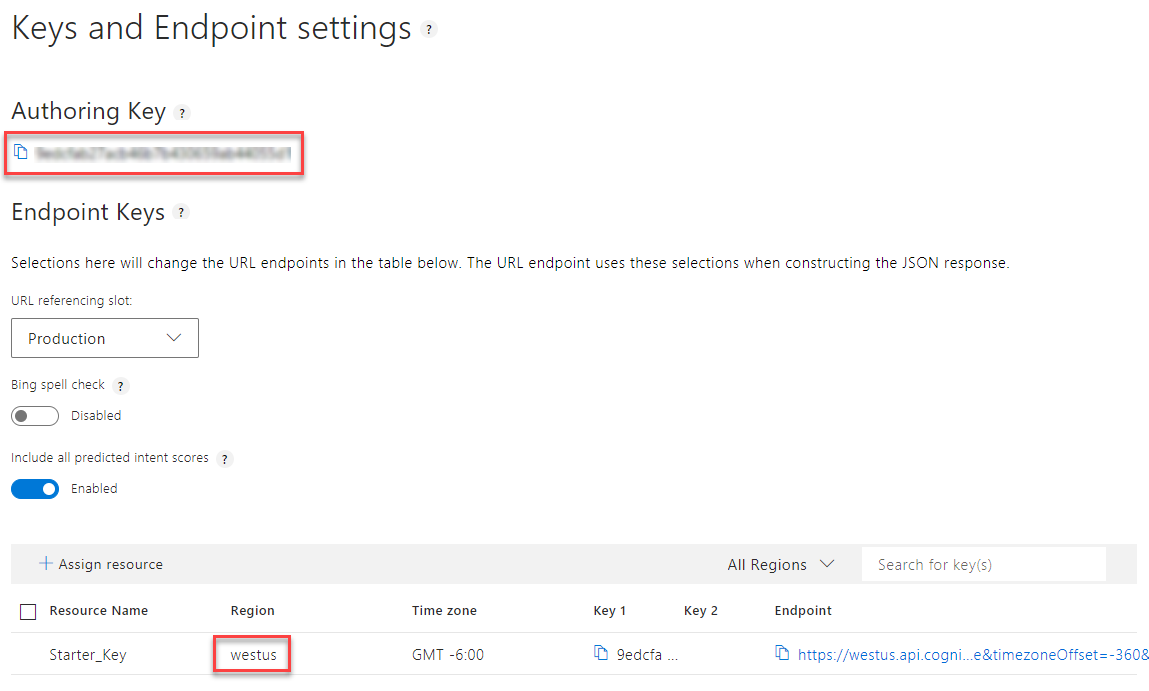 Keys and Endpoint settings ?
Authoring Key ?
Endpoint Keys ?
Selections here will change the URL endpoints in the table below. The URL endpoint uses these selections when constructing the JSON response.
URL referencing slot:
Production
Bing spell check ?
Disabled
Include all predicted intent scores ?
Enabled
+ Assign resource All Regions Search for key(s)
Resource Name Region Time zone Key 1 Key 2 Endpoint
Starter_Key westus GMT -6:00 9edcfa ... https://westus.api.cogni...e&timezoneOffset=-360&